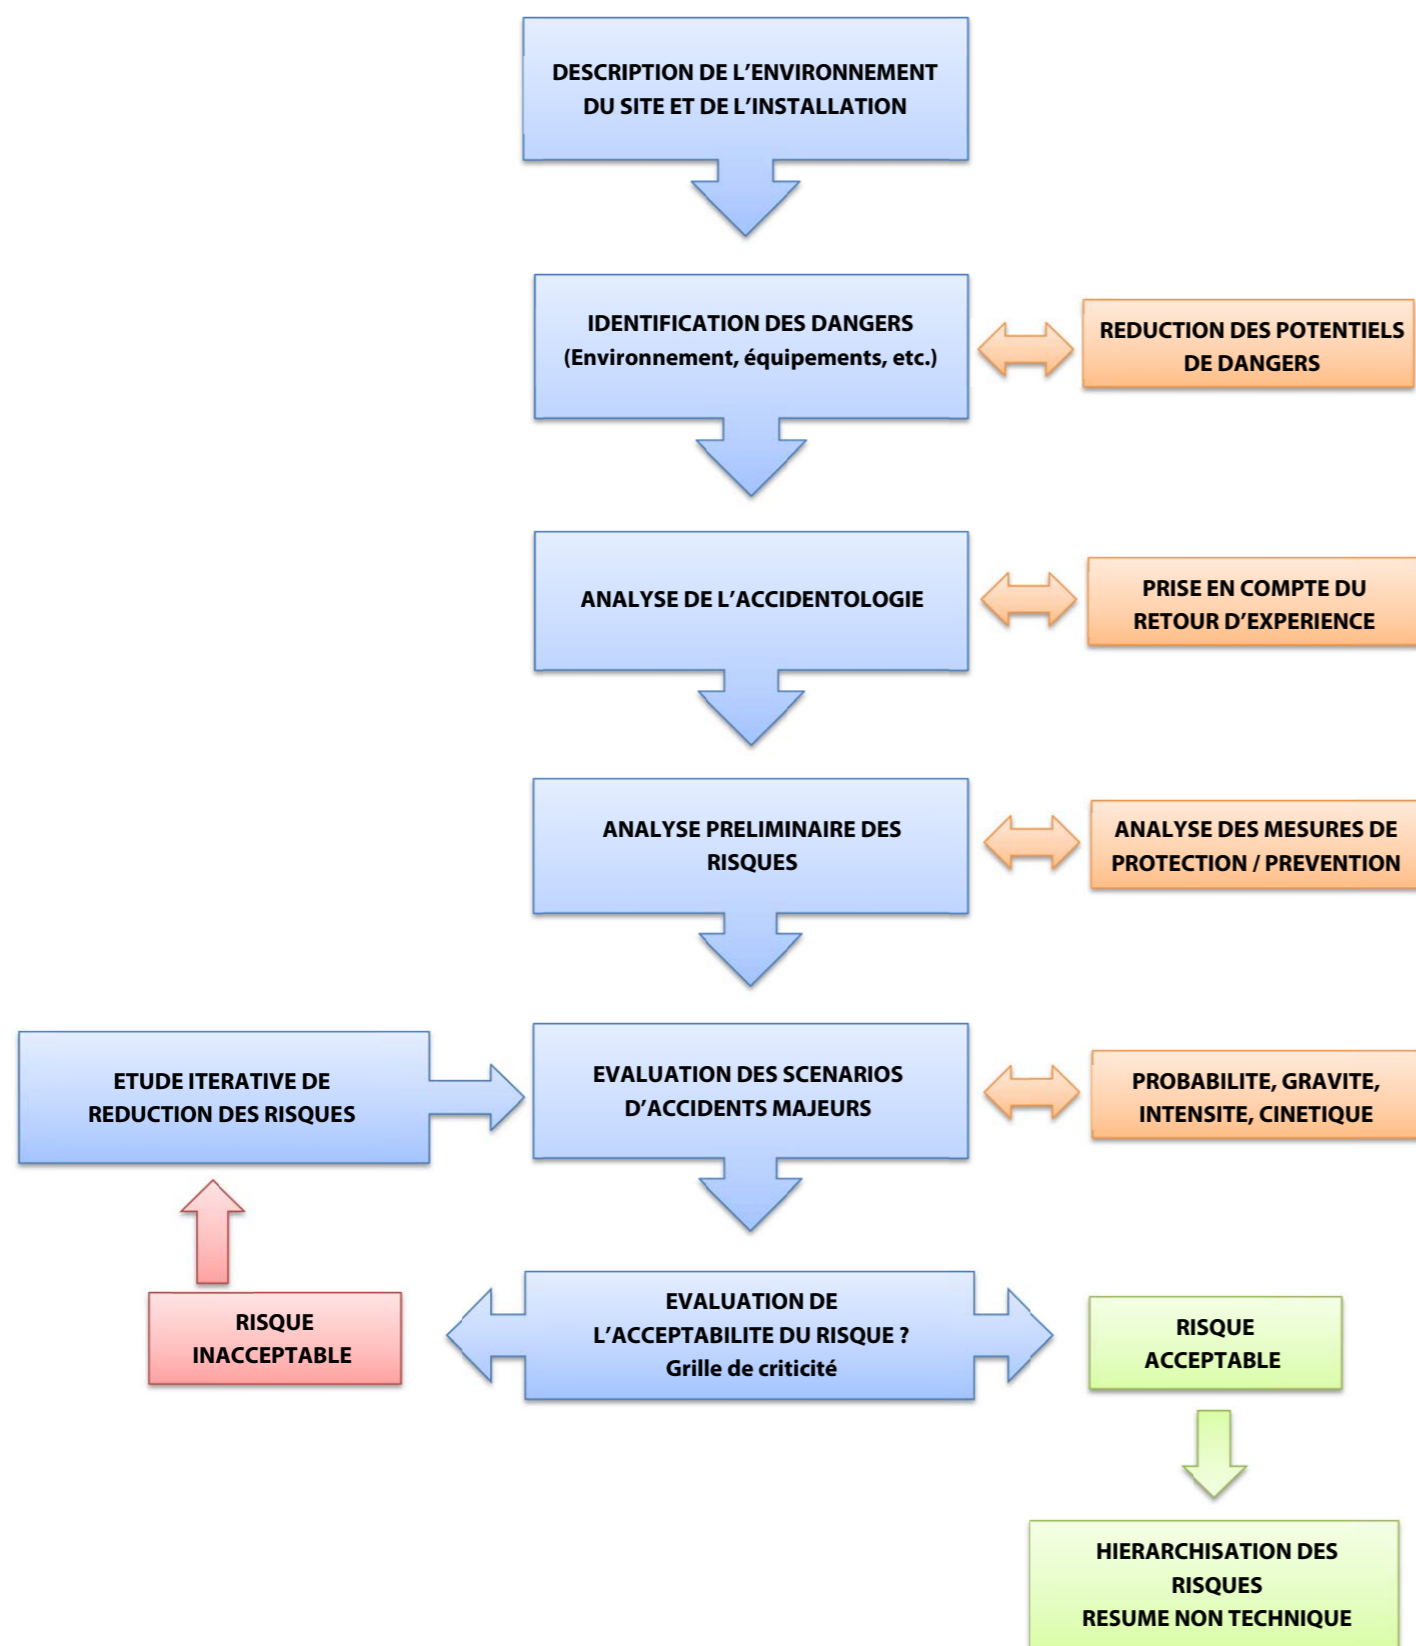 DESCRIPTION DE L’ENVIRONNEMENT
DU SITE ET DE L’INSTALLATION
IDENTIFICATION DES DANGERS
(Environnement, équipements, etc.)
REDUCTION DES POTENTIELS
DE DANGERS
ANALYSE DE L’ACCIDENTOLOGIE
PRISE EN COMPTE DU
RETOUR D’EXPERIENCE
ANALYSE PRELIMINAIRE DES
RISQUES
ANALYSE DES MESURES DE
PROTECTION / PREVENTION
ETUDE ITERATIVE DE
REDUCTION DES RISQUES
EVALUATION DES SCENARIOS
D’ACCIDENTS MAJEURS
PROBABILITE, GRAVITE,
INTENSITE, CINETIQUE
RISQUE
INACCEPTABLE
EVALUATION DE
L’ACCEPTABILITE DU RISQUE ?
Grille de criticité
RISQUE
ACCEPTABLE
HIERARCHISATION DES
RISQUES
RESUME NON TECHNIQUE